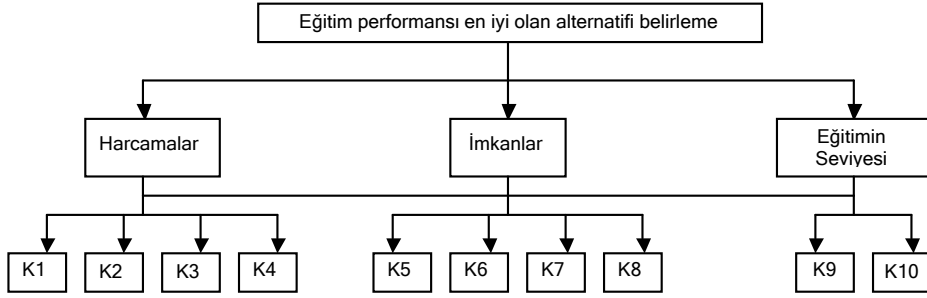 Eğitim performansı en iyi olan alternatifi belirleme
Harcamalar
İmkanlar
Eğitimin
Seviyesi
K1
K2
K3
K4
K5
K6
K7
K8
K9
K10